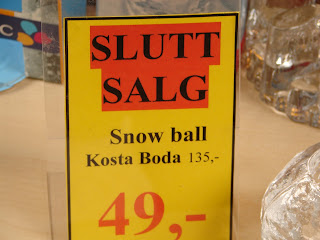 SLUTT
SALG
Snow ball
Kosta Boda 135,-
49,-